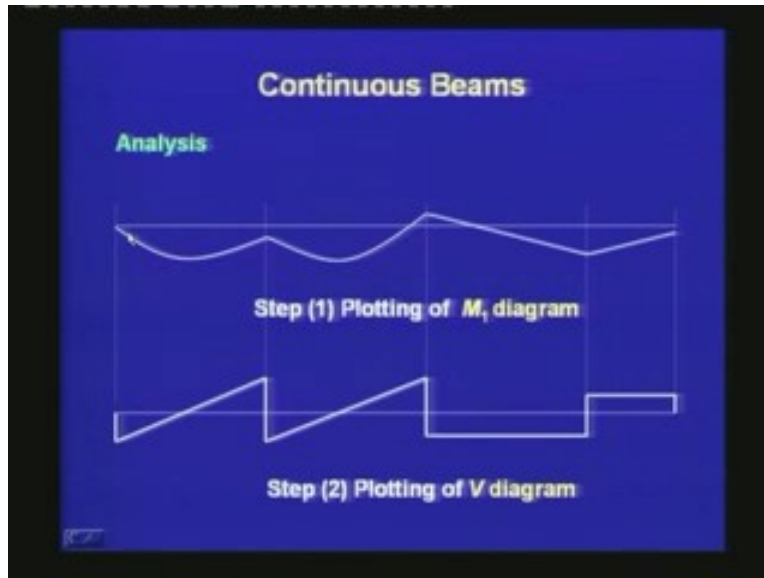 Continuous Beams
Analysis
Step (1) Plotting of M₁ diagram
Step (2) Plotting of V diagram